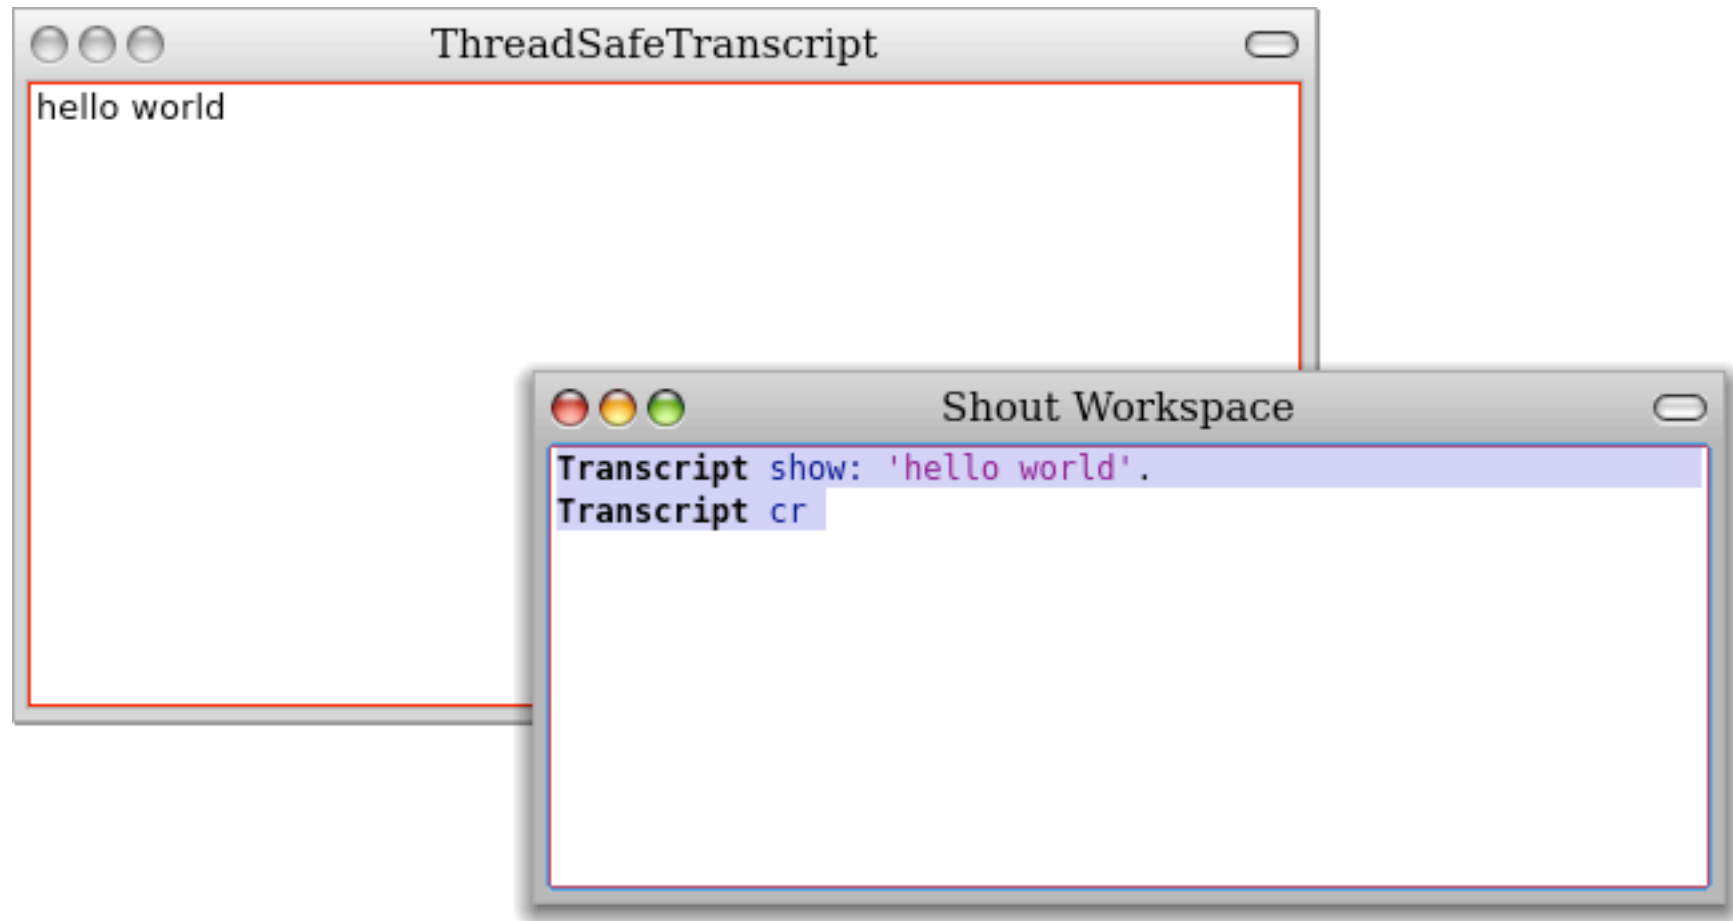 ThreadSafeTranscript
hello world
Shout Workspace
Transcript show: 'hello world'.
Transcript cr